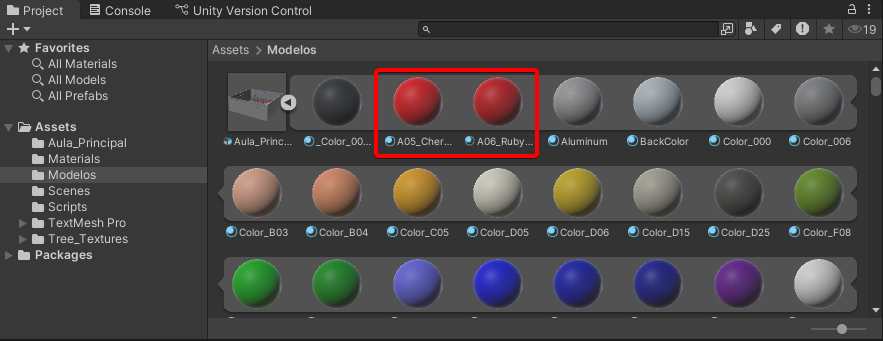 Project Console Unity Version Control
19
Favorites
All Materials
All Models
All Prefabs
Assets
Aula_Principal
Materials
Modelos
Scenes
Scripts
TextMesh Pro
Tree_Textures
Packages
Assets > Modelos
Aula_Princ... _Color_00... A05_Cher... A06_Ruby... Aluminum BackColor Color_000 Color_006
Color_B03 Color_B04 Color_C05 Color_D05 Color_D06 Color_D15 Color_D25 Color_F08